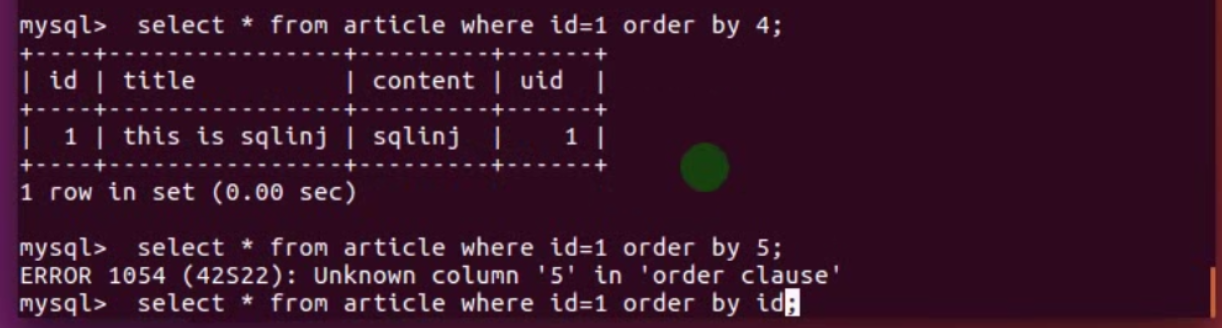 mysql>  select * from article where id=1 order by 4;
+----+----------------+---------+------+
| id | title          | content | uid  |
+----+----------------+---------+------+
|  1 | this is sqlinj | sqlinj  |    1 |
+----+----------------+---------+------+
1 row in set (0.00 sec)

mysql>  select * from article where id=1 order by 5;
ERROR 1054 (42S22): Unknown column '5' in 'order clause'
mysql>  select * from article where id=1 order by id;